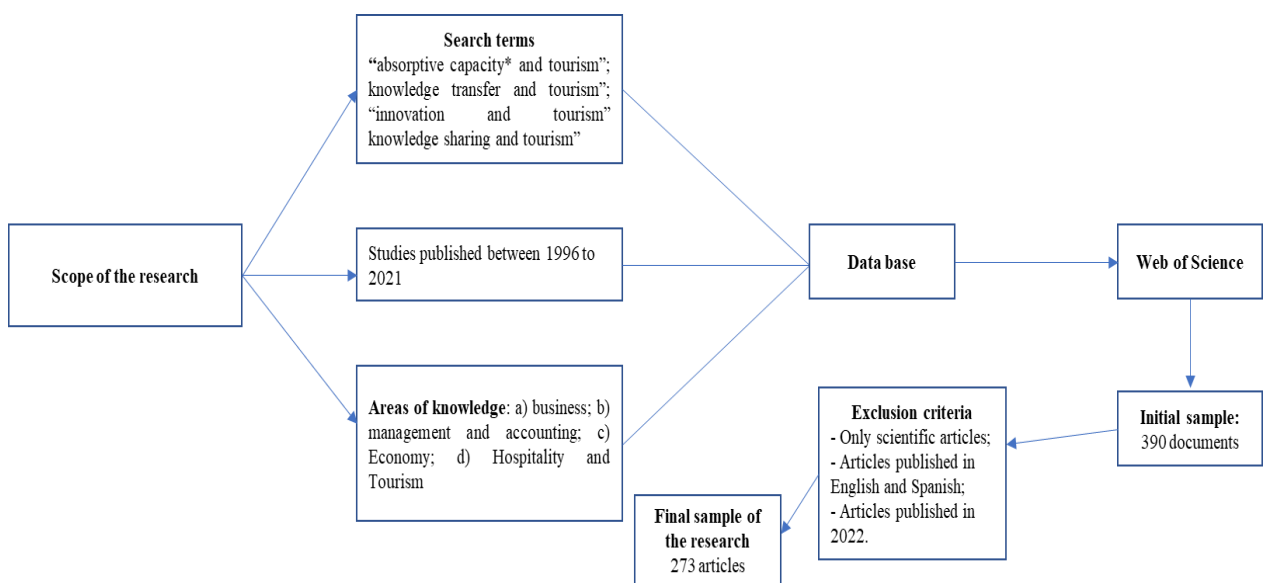 Search terms
“absorptive capacity* and tourism”;
knowledge transfer and tourism”;
“innovation and tourism”
knowledge sharing and tourism”
Scope of the research
Studies published between 1996 to
2021
Areas of knowledge: a) business; b)
management and accounting; c)
Economy; d) Hospitality and
Tourism
Data base
Web of Science
Initial sample:
390 documents
Exclusion criteria
- Only scientific articles;
- Articles published in
English and Spanish;
- Articles published in
2022.
Final sample of
the research
273 articles